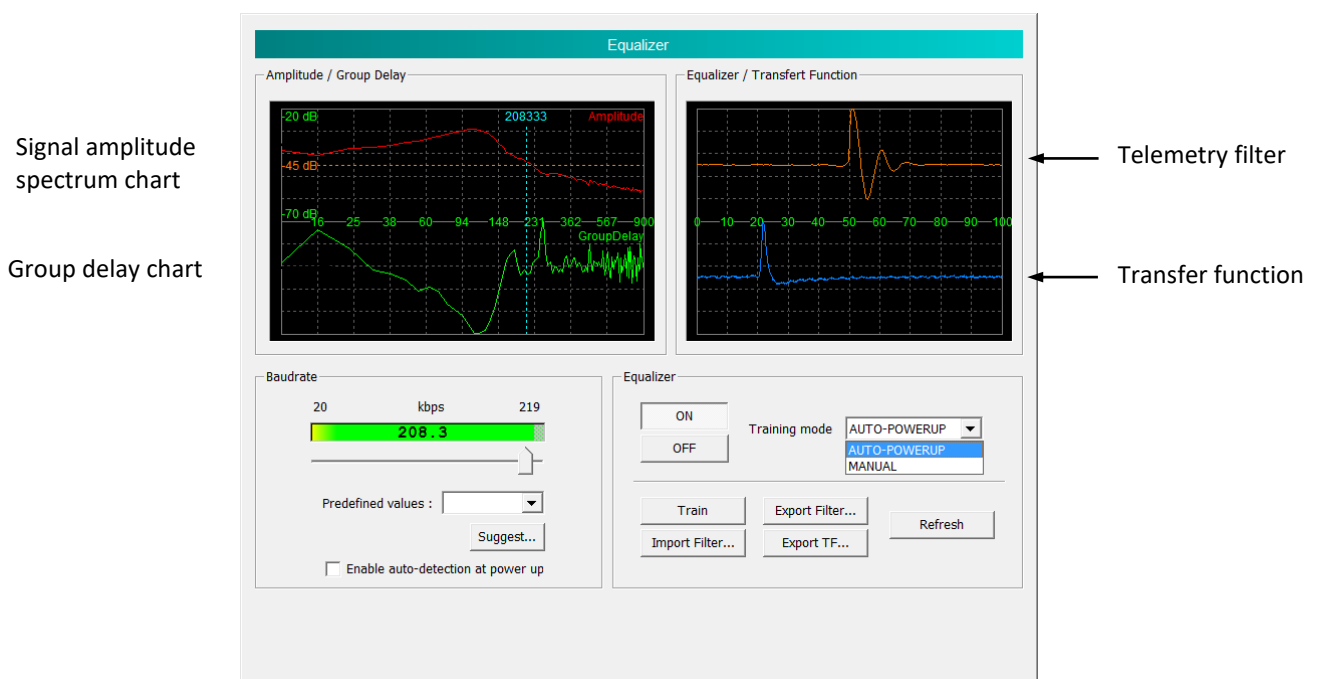 Equalizer
Amplitude / Group Delay
Equalizer / Transfert Function
Signal amplitude
spectrum chart
Group delay chart
-20 dB
208333
Amplitude
-45 dB
-70 dB
16 25 38 60 94 148 231 362 567 900
GroupDelay
0 10 20 30 40 50 60 70 80 90 100
Telemetry filter
Transfer function
Baudrate
20 kbps 219
208.3
Predefined values :
Suggest...
Enable auto-detection at power up
Equalizer
ON
OFF
Training mode
AUTO-POWERUP
AUTO-POWERUP
MANUAL
Train
Export Filter...
Refresh
Import Filter...
Export TF...